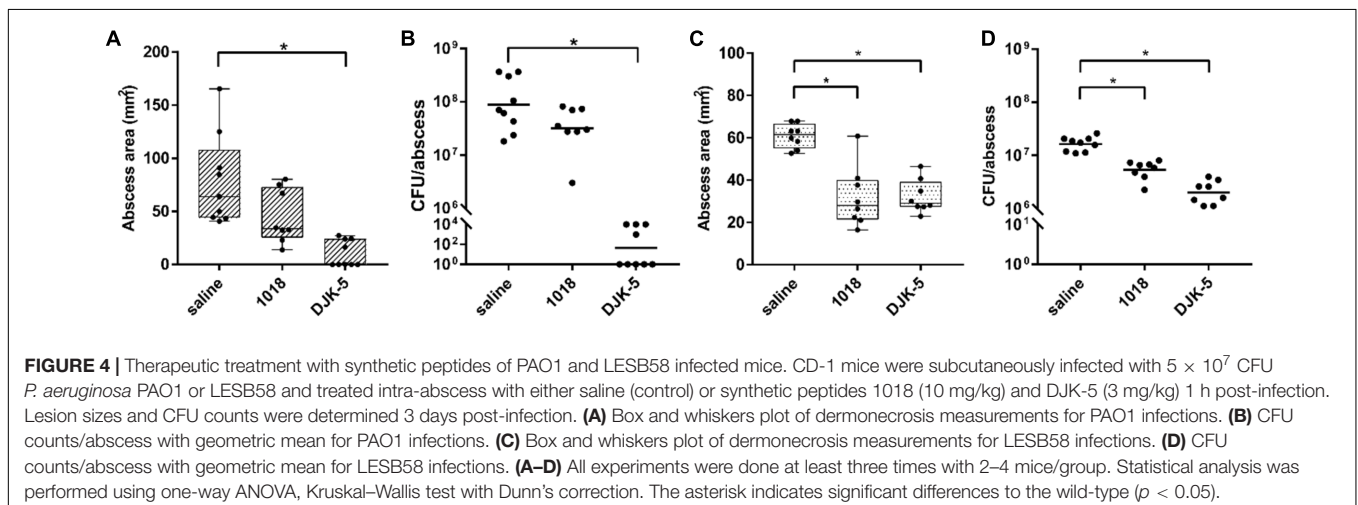 A
200
150
100
50
0
Abscess area (mm²)
*
saline
1018
DJK-5
B
10⁹
10⁸
10⁷
10⁶
10⁴
10²
10⁰
CFU/abscess
*
saline
1018
DJK-5
C
100
80
60
40
20
0
Abscess area (mm²)
*
*
saline
1018
DJK-5
D
10⁹
10⁸
10⁷
10⁶
10¹
10⁰
CFU/abscess
*
*
saline
1018
DJK-5
FIGURE 4 | Therapeutic treatment with synthetic peptides of PAO1 and LESB58 infected mice. CD-1 mice were subcutaneously infected with 5 × 10⁷ CFU
P. aeruginosa PAO1 or LESB58 and treated intra-abscess with either saline (control) or synthetic peptides 1018 (10 mg/kg) and DJK-5 (3 mg/kg) 1 h post-infection.
Lesion sizes and CFU counts were determined 3 days post-infection. (A) Box and whiskers plot of dermonecrosis measurements for PAO1 infections. (B) CFU
counts/abscess with geometric mean for PAO1 infections. (C) Box and whiskers plot of dermonecrosis measurements for LESB58 infections. (D) CFU
counts/abscess with geometric mean for LESB58 infections. (A–D) All experiments were done at least three times with 2–4 mice/group. Statistical analysis was
performed using one-way ANOVA, Kruskal–Wallis test with Dunn's correction. The asterisk indicates significant differences to the wild-type (p < 0.05).